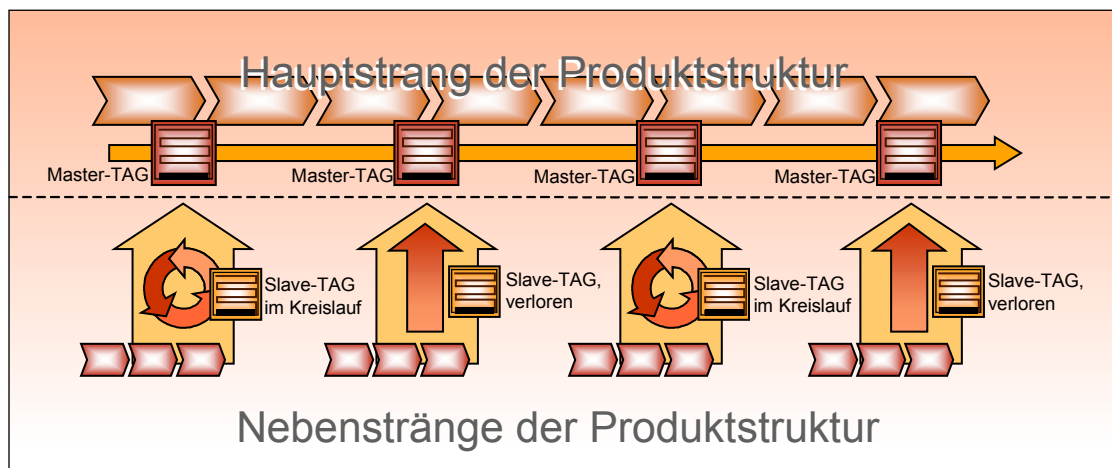 Hauptstrang der Produktstruktur
Master-TAG
Master-TAG
Master-TAG
Master-TAG
Slave-TAG
im Kreislauf
Slave-TAG,
verloren
Slave-TAG
im Kreislauf
Slave-TAG,
verloren
Nebenstränge der Produktstruktur